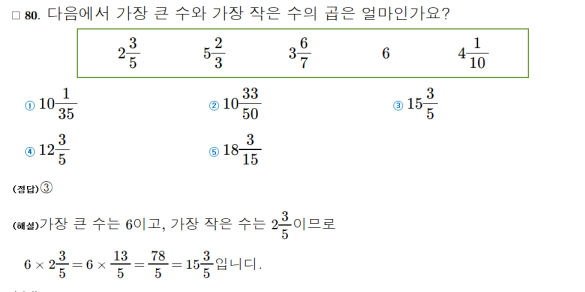 □ 80. 다음에서 가장 큰 수와 가장 작은 수의 곱은 얼마인가요?
2 3/5  5 2/3  3 6/7  6  4 1/10
① 10 1/35  ② 10 33/50  ③ 15 3/5
④ 12 3/5  ⑤ 18 3/15
(정답)③
(해설)가장 큰 수는 6이고, 가장 작은 수는 2 3/5 이므로
6 × 2 3/5 = 6 × 13/5 = 78/5 = 15 3/5 입니다.